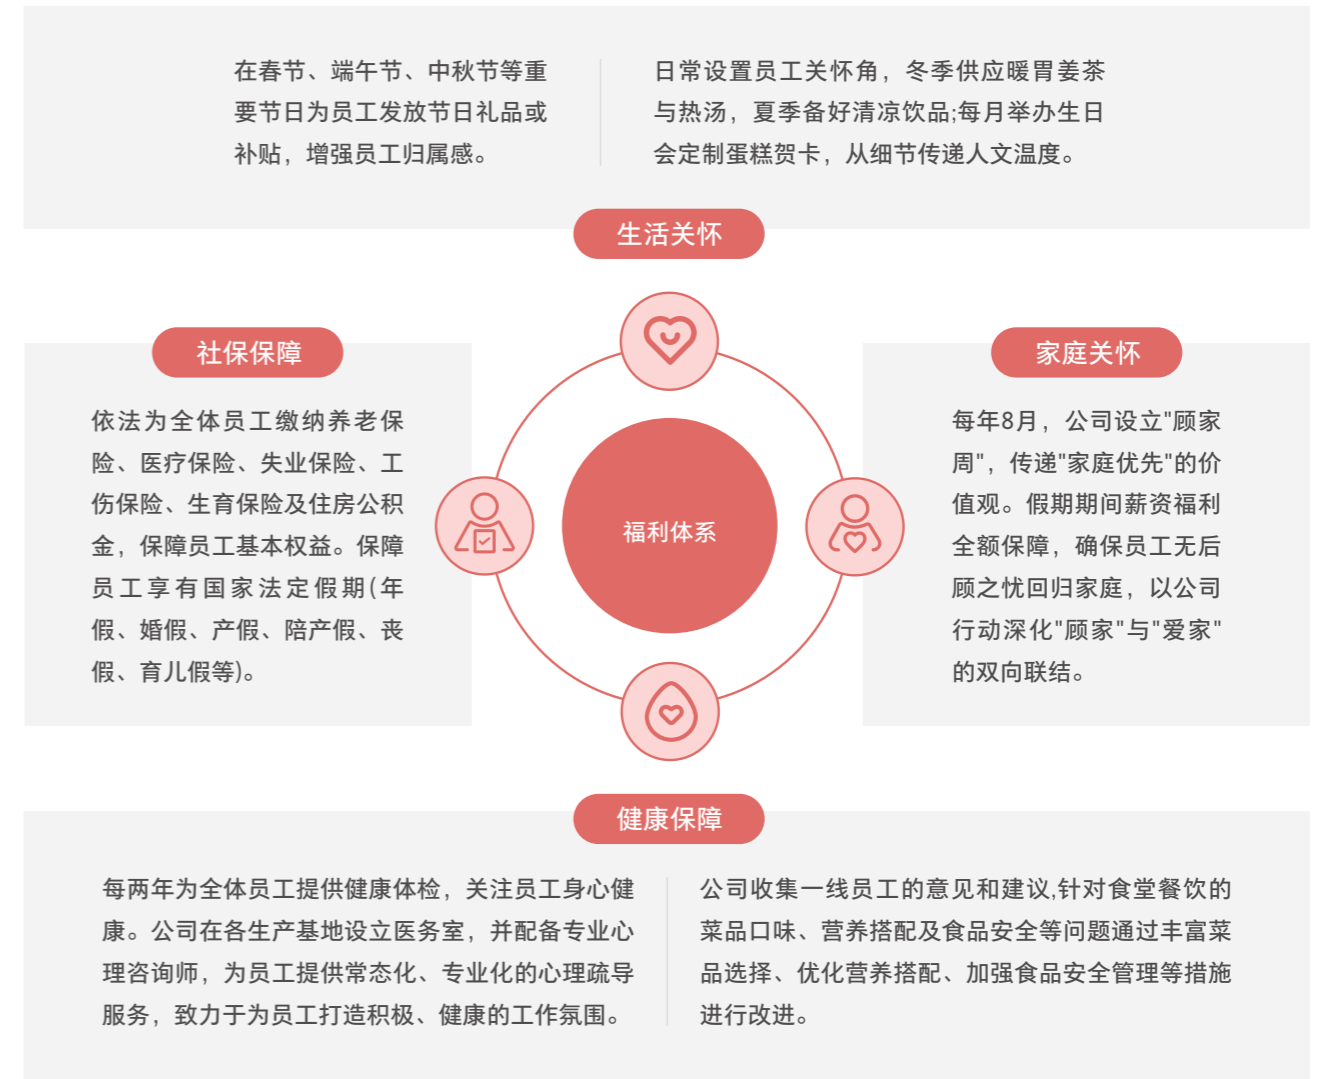 在春节、端午节、中秋节等重
要节日为员工发放节日礼品或
补贴，增强员工归属感。
日常设置员工关怀角，冬季供应暖胃姜茶
与热汤，夏季备好清凉饮品;每月举办生日
会定制蛋糕贺卡，从细节传递人文温度。
生活关怀
社保保障
依法为全体员工缴纳养老保
险、医疗保险、失业保险、工
伤保险、生育保险及住房公积
金，保障员工基本权益。保障
员工享有国家法定假期(年
假、婚假、产假、陪产假、丧
假、育儿假等)。
福利体系
家庭关怀
每年8月，公司设立"顾家
周"，传递"家庭优先"的价
值观。假期期间薪资福利
全额保障，确保员工无后
顾之忧回归家庭，以公司
行动深化"顾家"与"爱家"
的双向联结。
健康保障
每两年为全体员工提供健康体检，关注员工身心健
康。公司在各生产基地设立医务室，并配备专业心
理咨询师，为员工提供常态化、专业化的心理疏导
服务，致力于为员工打造积极、健康的工作氛围。
公司收集一线员工的意见和建议,针对食堂餐饮的
菜品口味、营养搭配及食品安全等问题通过丰富菜
品选择、优化营养搭配、加强食品安全管理等措施
进行改进。